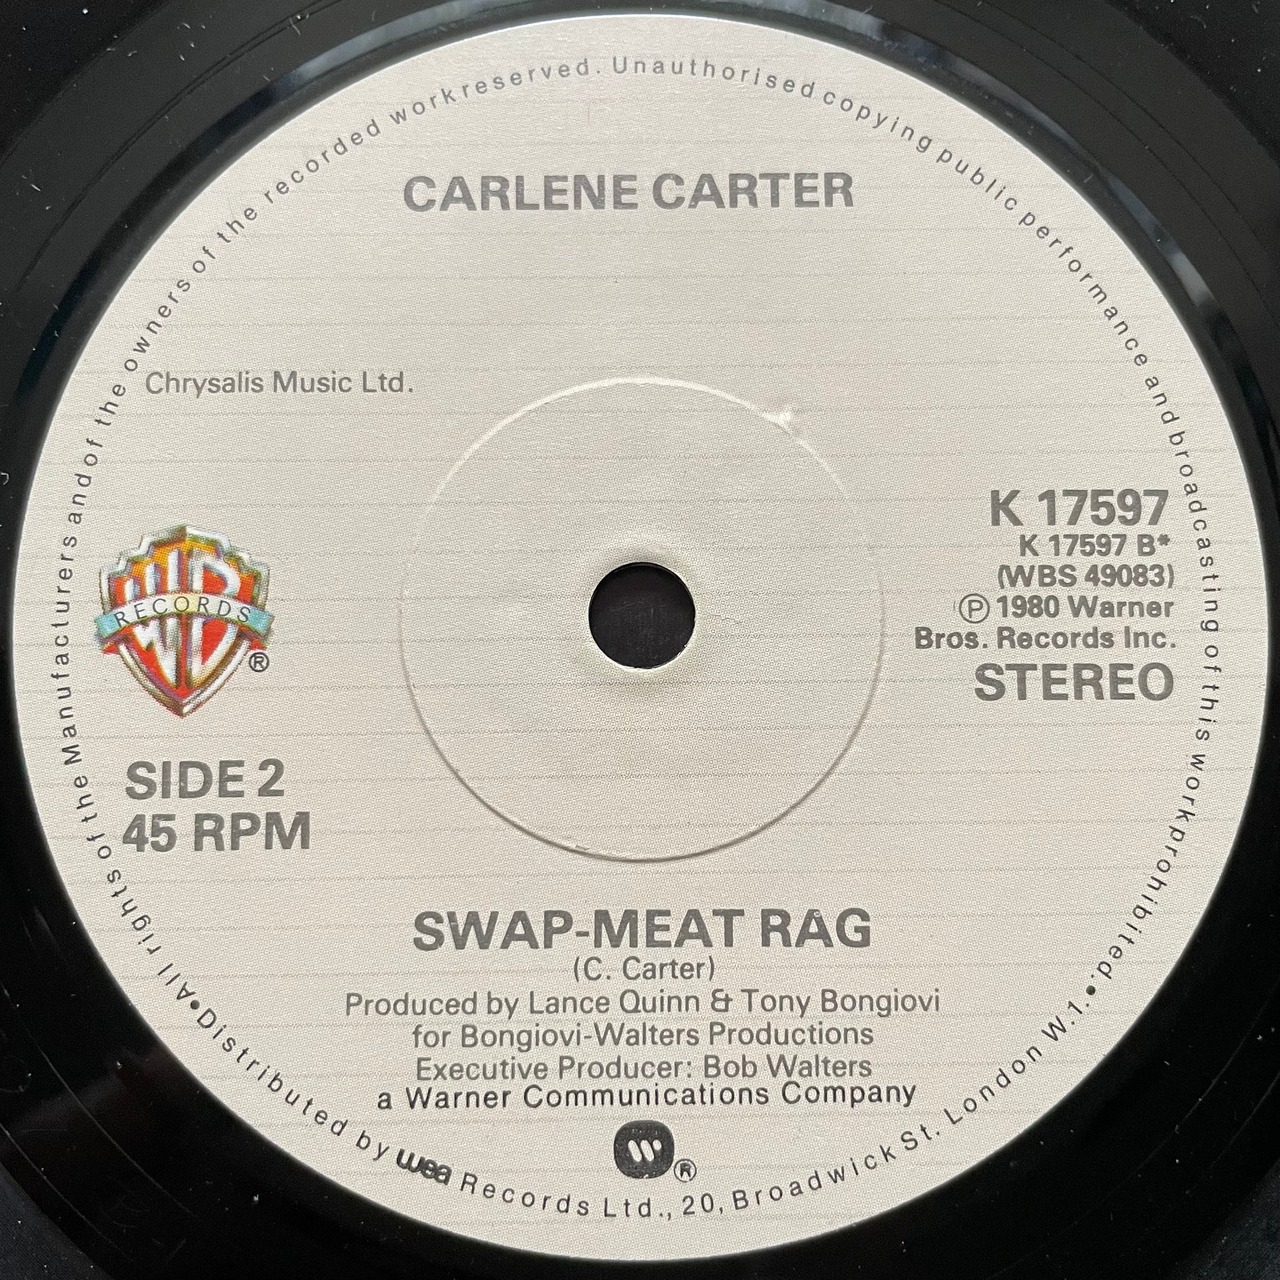 CARLENE CARTER
Chrysalis Music Ltd.
K 17597
K 17597 B*
(WBS 49083)
℗ 1980 Warner
Bros. Records Inc.
STEREO
WB
RECORDS
®
SIDE 2
45 RPM
SWAP-MEAT RAG
(C. Carter)
Produced by Lance Quinn & Tony Bongiovi
for Bongiovi-Walters Productions
Executive Producer: Bob Walters
a Warner Communications Company
®
All rights of the Manufacturers and of the owners of the recorded work reserved. Unauthorised copying public performance and broadcasting of this work prohibited.
• Distributed by wea Records Ltd., 20, Broadwick St. London W.1. •